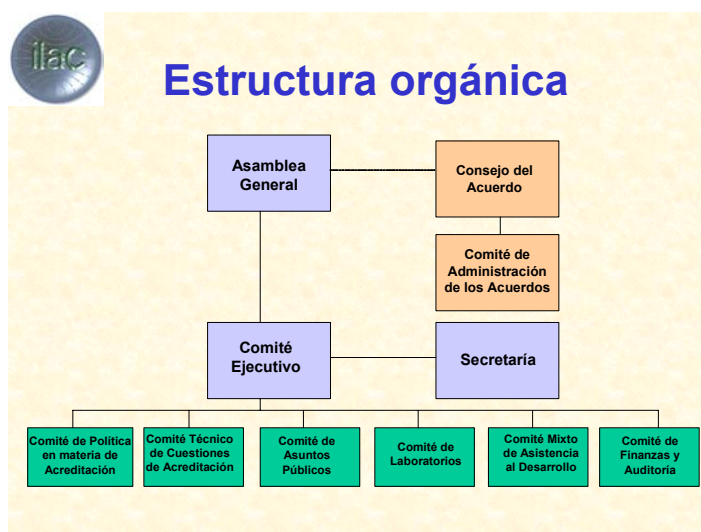 ilac
Estructura orgánica
Asamblea
General
Consejo del
Acuerdo
Comité de
Administración
de los Acuerdos
Comité
Ejecutivo
Secretaría
Comité de Política
en materia de
Acreditación
Comité Técnico
de Cuestiones
de Acreditación
Comité de
Asuntos
Públicos
Comité de
Laboratorios
Comité Mixto
de Asistencia
al Desarrollo
Comité de
Finanzas y
Auditoría